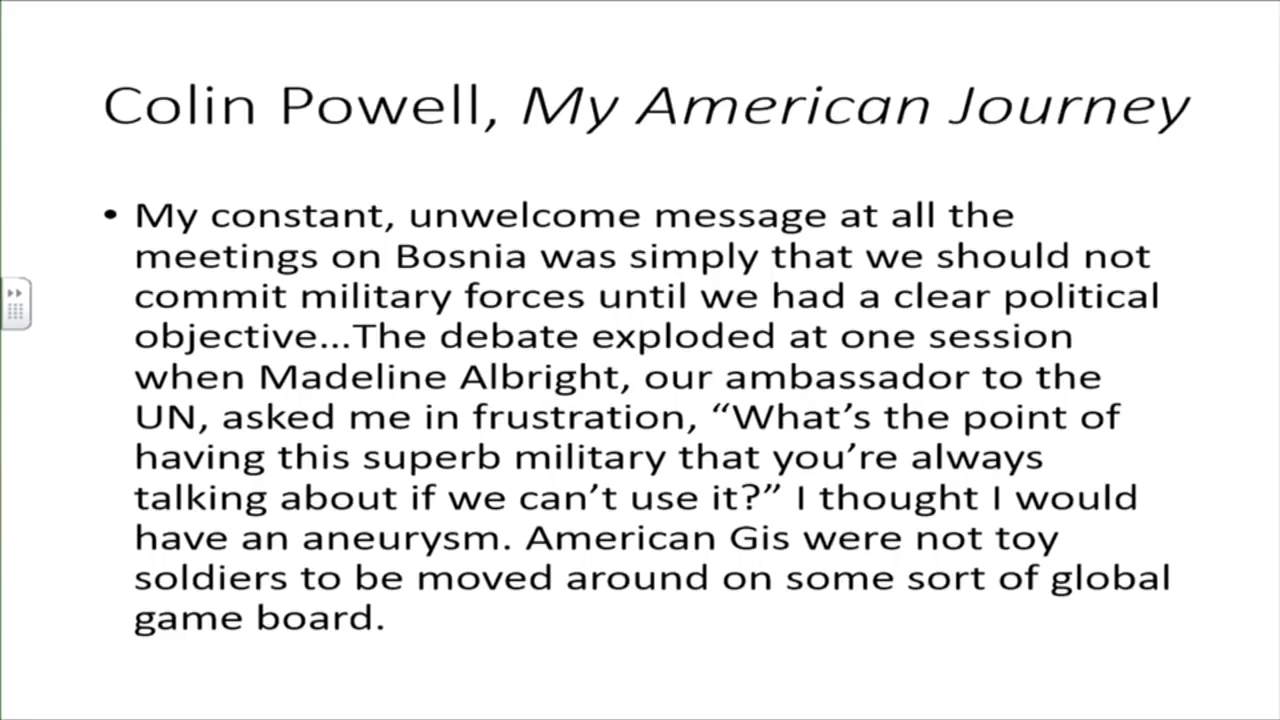 Colin Powell, My American Journey
• My constant, unwelcome message at all the
meetings on Bosnia was simply that we should not
commit military forces until we had a clear political
objective...The debate exploded at one session
when Madeline Albright, our ambassador to the
UN, asked me in frustration, “What’s the point of
having this superb military that you’re always
talking about if we can’t use it?” I thought I would
have an aneurysm. American Gis were not toy
soldiers to be moved around on some sort of global
game board.